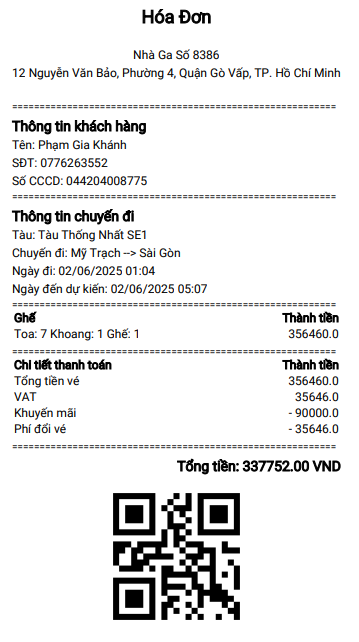 Hóa Đơn
Nhà Ga Số 8386
12 Nguyễn Văn Bảo, Phường 4, Quận Gò Vấp, TP. Hồ Chí Minh
============================================================
Thông tin khách hàng
Tên: Phạm Gia Khánh
SĐT: 0776263552
Số CCCD: 044204008775
============================================================
Thông tin chuyến đi
Tàu: Tàu Thống Nhất SE1
Chuyến đi: Mỹ Trạch --> Sài Gòn
Ngày đi: 02/06/2025 01:04
Ngày đến dự kiến: 02/06/2025 05:07
============================================================
Ghế Thành tiền
Toa: 7 Khoang: 1 Ghế: 1 356460.0
============================================================
Chi tiết thanh toán Thành tiền
Tổng tiền vé 356460.0
VAT 35646.0
Khuyến mãi - 90000.0
Phí đổi vé - 35646.0
============================================================
Tổng tiền: 337752.00 VND